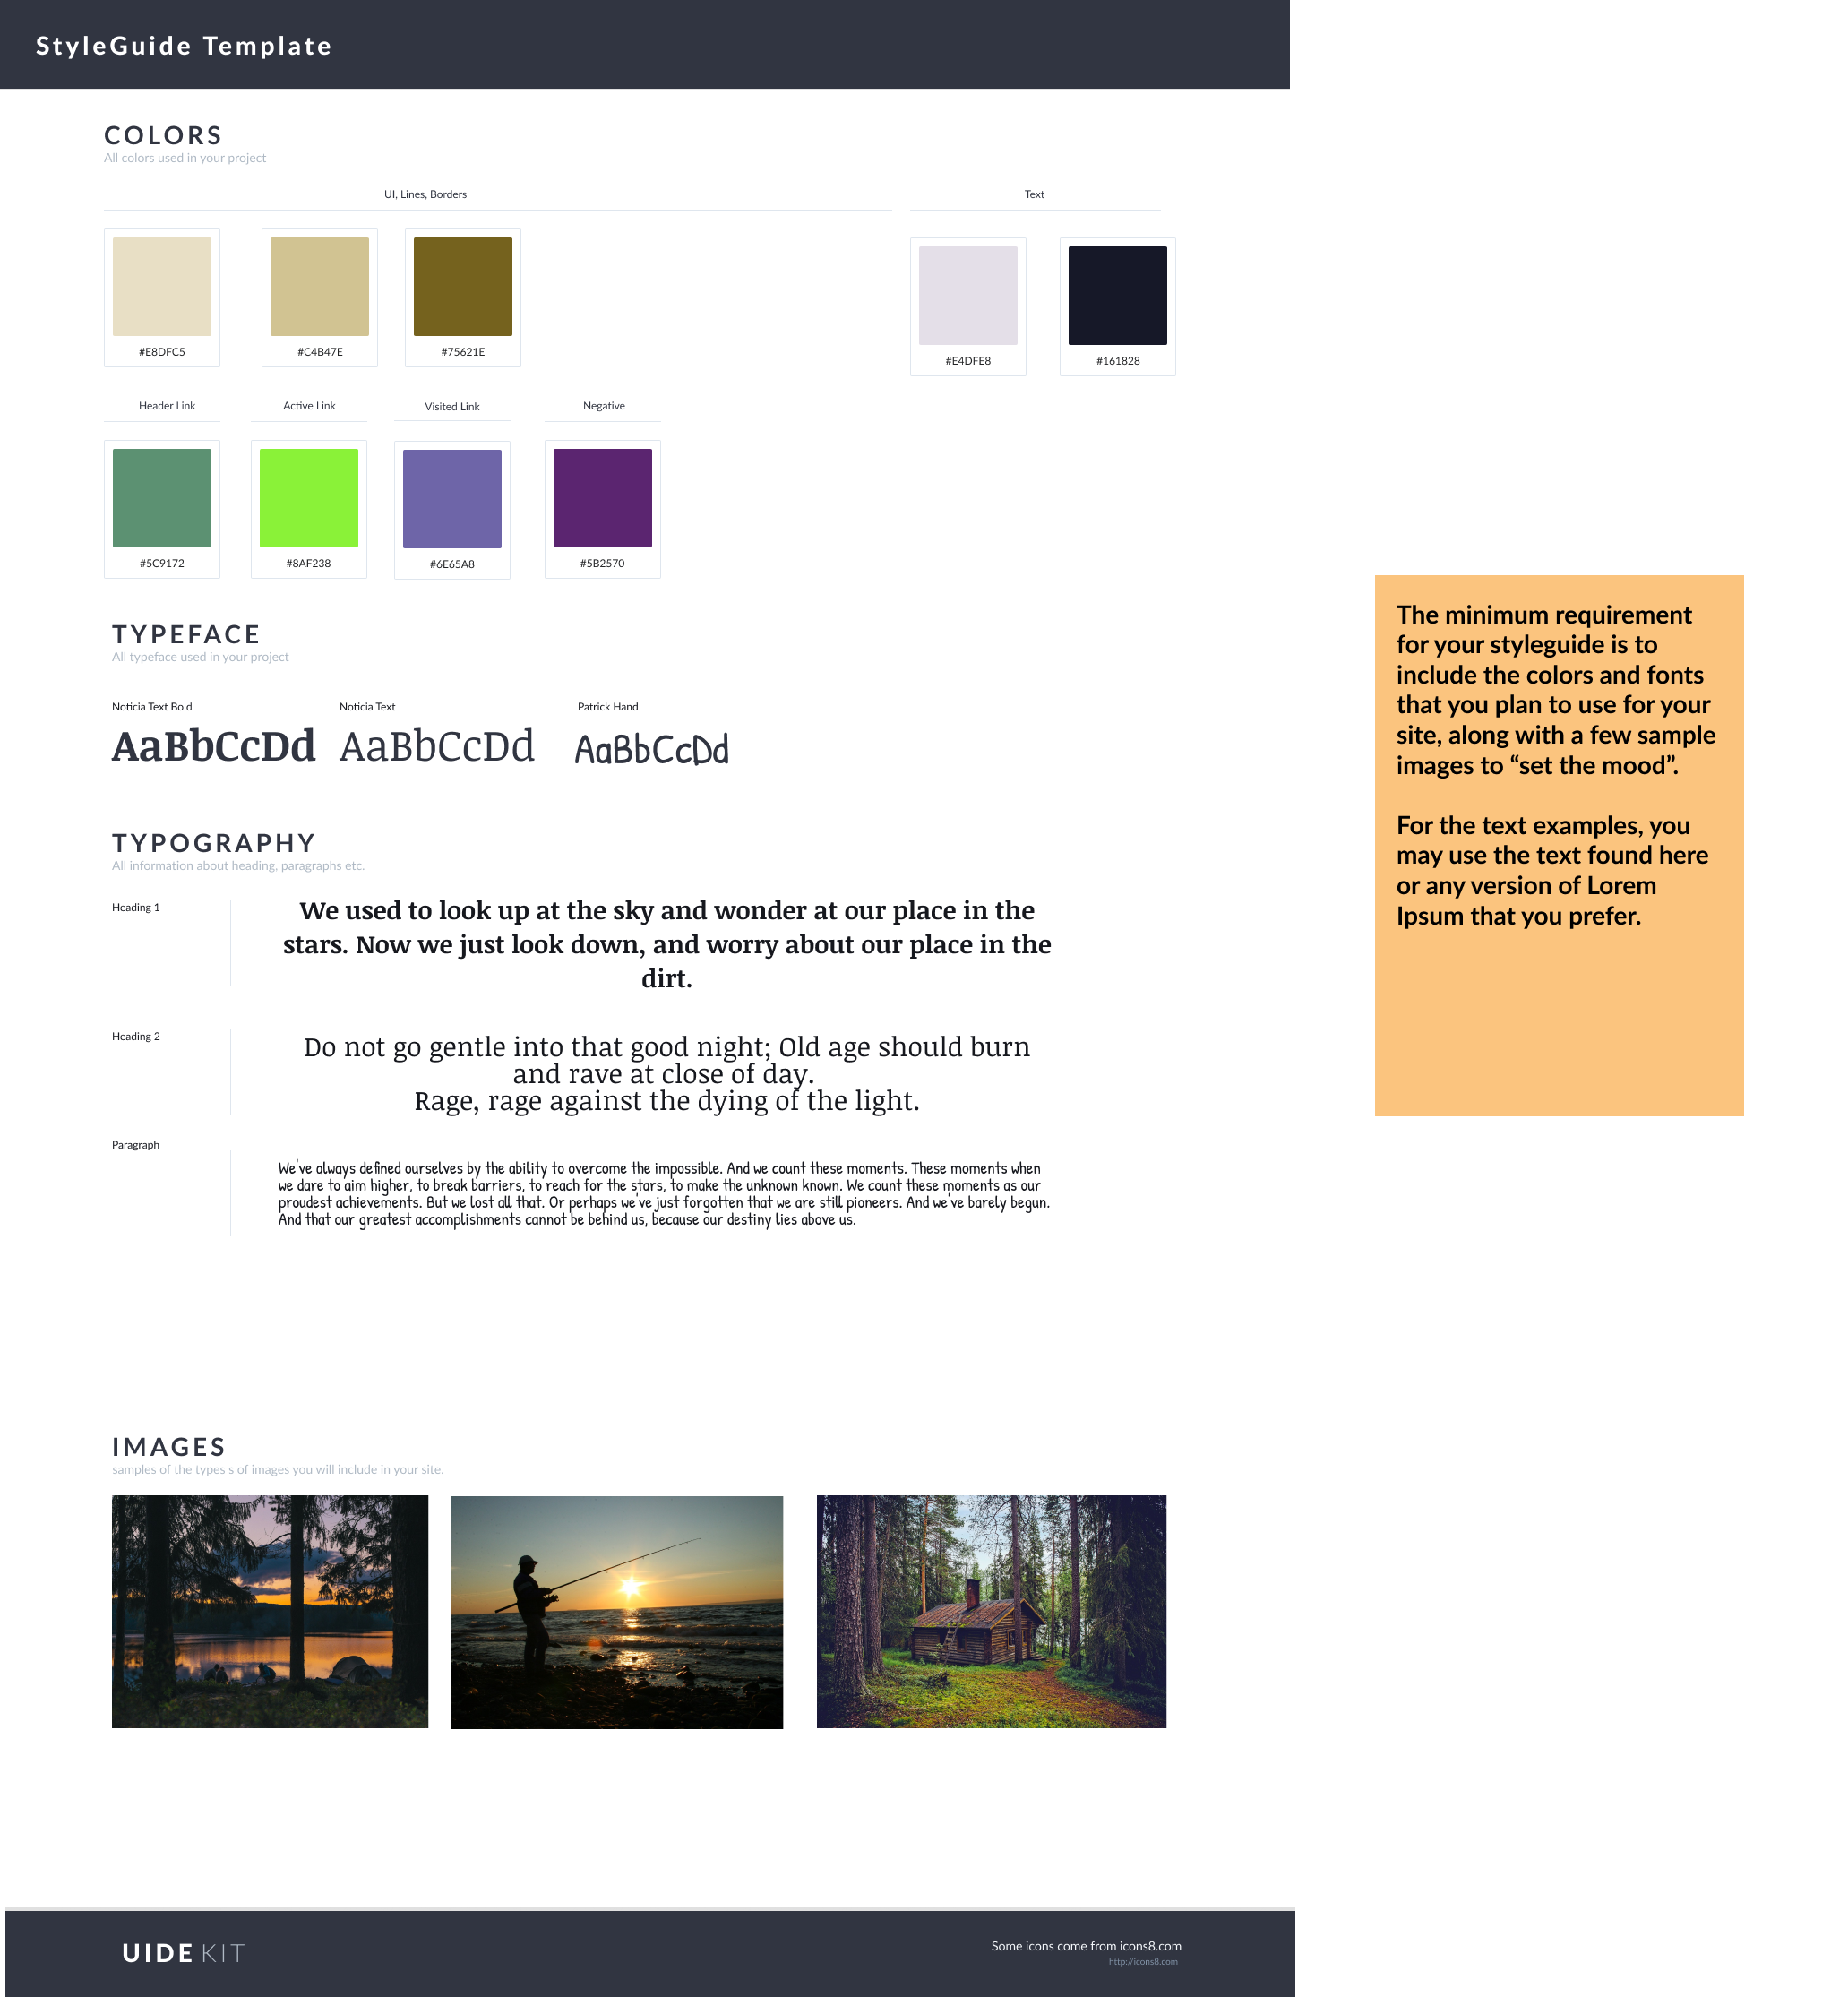 StyleGuide Template
COLORS
All colors used in your project
UI, Lines, Borders
Text
#E8DFC5
#C4B47E
#75621E
#E4DFE8
#161828
Header Link
Active Link
Visited Link
Negative
#5C9172
#8AF238
#6E65A8
#5B2570
TYPEFACE
All typeface used in your project
Noticia Text Bold
Noticia Text
Patrick Hand
AaBbCcDd
AaBbCcDd
AaBbCcDd
TYPOGRAPHY
All information about heading, paragraphs etc.
Heading 1
We used to look up at the sky and wonder at our place in the
stars. Now we just look down, and worry about our place in the
dirt.
Heading 2
Do not go gentle into that good night; Old age should burn
and rave at close of day.
Rage, rage against the dying of the light.
Paragraph
We've always defined ourselves by the ability to overcome the impossible. And we count these moments. These moments when
we dare to aim higher, to break barriers, to reach for the stars, to make the unknown known. We count these moments as our
proudest achievements. But we lost all that. Or perhaps we've just forgotten that we are still pioneers. And we've barely begun.
And that our greatest accomplishments cannot be behind us, because our destiny lies above us.
IMAGES
samples of the types s of images you will include in your site.
UIDE KIT
Some icons come from icons8.com
http://icons8.com
The minimum requirement
for your styleguide is to
include the colors and fonts
that you plan to use for your
site, along with a few sample
images to “set the mood”.
For the text examples, you
may use the text found here
or any version of Lorem
Ipsum that you prefer.